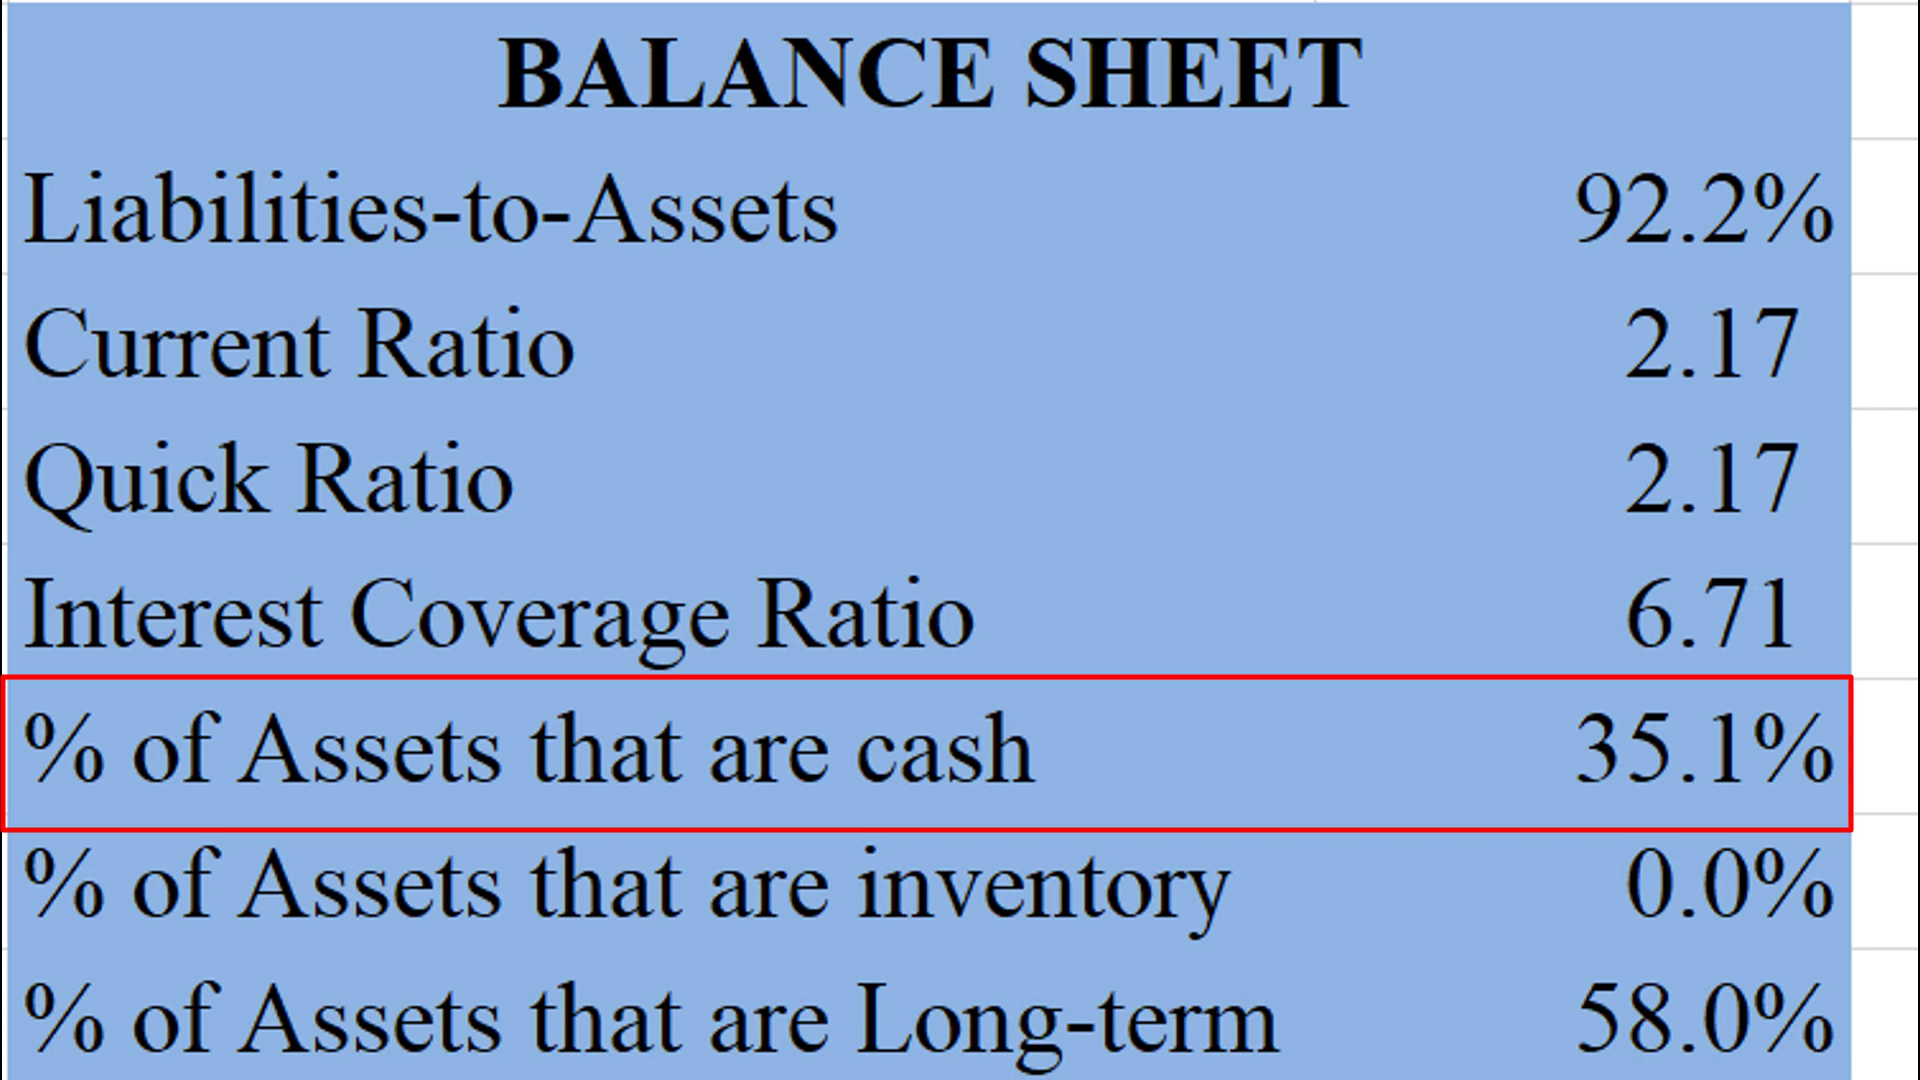 BALANCE SHEET
Liabilities-to-Assets 92.2%
Current Ratio 2.17
Quick Ratio 2.17
Interest Coverage Ratio 6.71
% of Assets that are cash 35.1%
% of Assets that are inventory 0.0%
% of Assets that are Long-term 58.0%